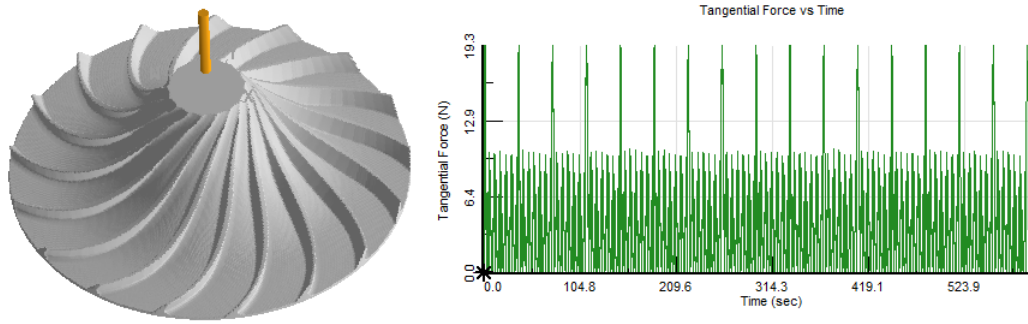 Tangential Force vs Time
19.3
12.9
6.4
0.0
Tangential Force (N)
0.0 104.8 209.6 314.3 419.1 523.9
Time (sec)